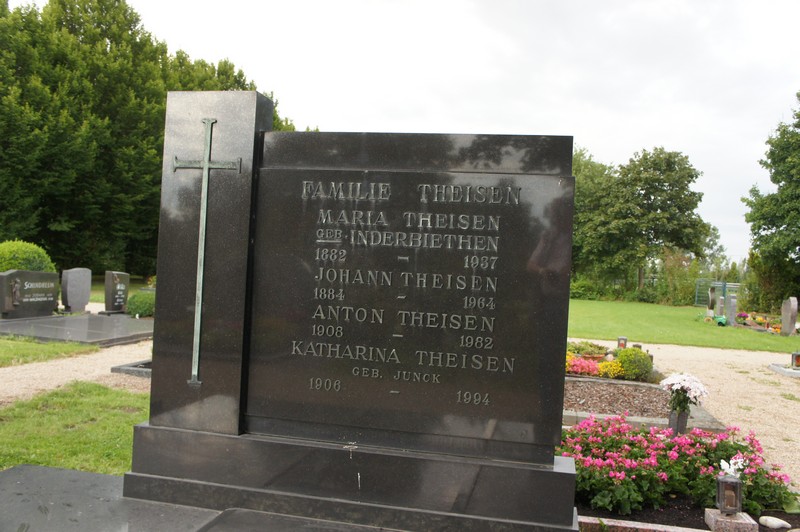 FAMILIE THEISEN
MARIA THEISEN
GEB. INDERBIETHEN
1882 – 1937
JOHANN THEISEN
1884 – 1964
ANTON THEISEN
1908 – 1982
KATHARINA THEISEN
GEB. JUNCK
1906 – 1994